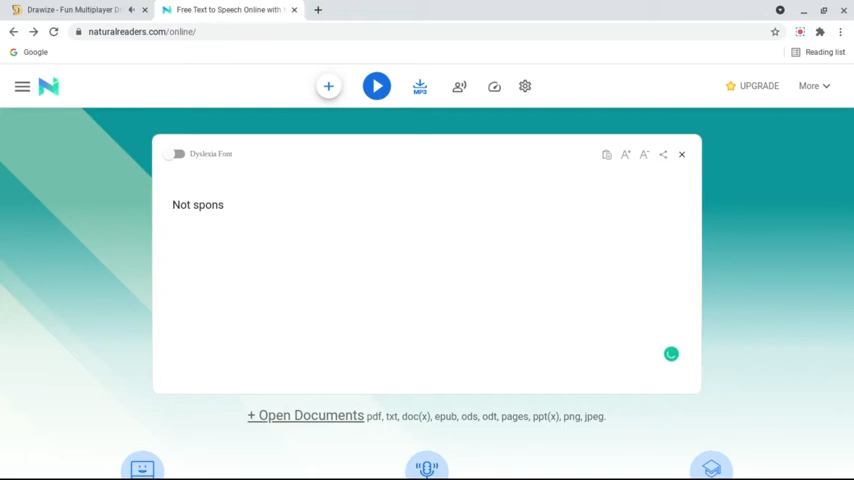 Drawize - Fun Multiplayer D
Free Text to Speech Online with
naturalreaders.com/online/
Google
Reading list
MP3
UPGRADE
More
Dyslexia Font
A+
A-
Not spons
+ Open Documents pdf, txt, doc(x), epub, ods, odt, pages, ppt(x), png, jpeg.